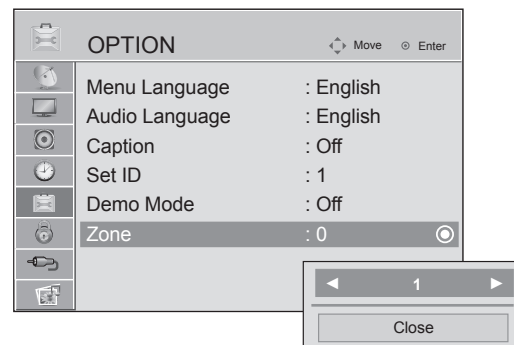 OPTION Move Enter
Menu Language : English
Audio Language : English
Caption : Off
Set ID : 1
Demo Mode : Off
Zone : 0
1
Close